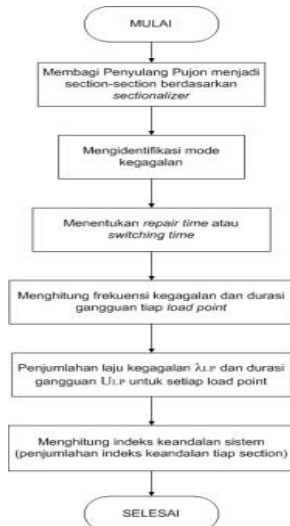 MULAI
Membagi Penyulang Pujon menjadi
section-section berdasarkan
sectionalizer
Mengidentifikasi mode
kegagalan
Menentukan repair time atau
switching time
Menghitung frekuensi kegagalan dan durasi
gangguan tiap load point
Penjumlahan laju kegagalan λLP dan durasi
gangguan ULP untuk setiap load point
Menghitung indeks keandalan sistem
(penjumlahan indeks keandalan tiap section)
SELESAI